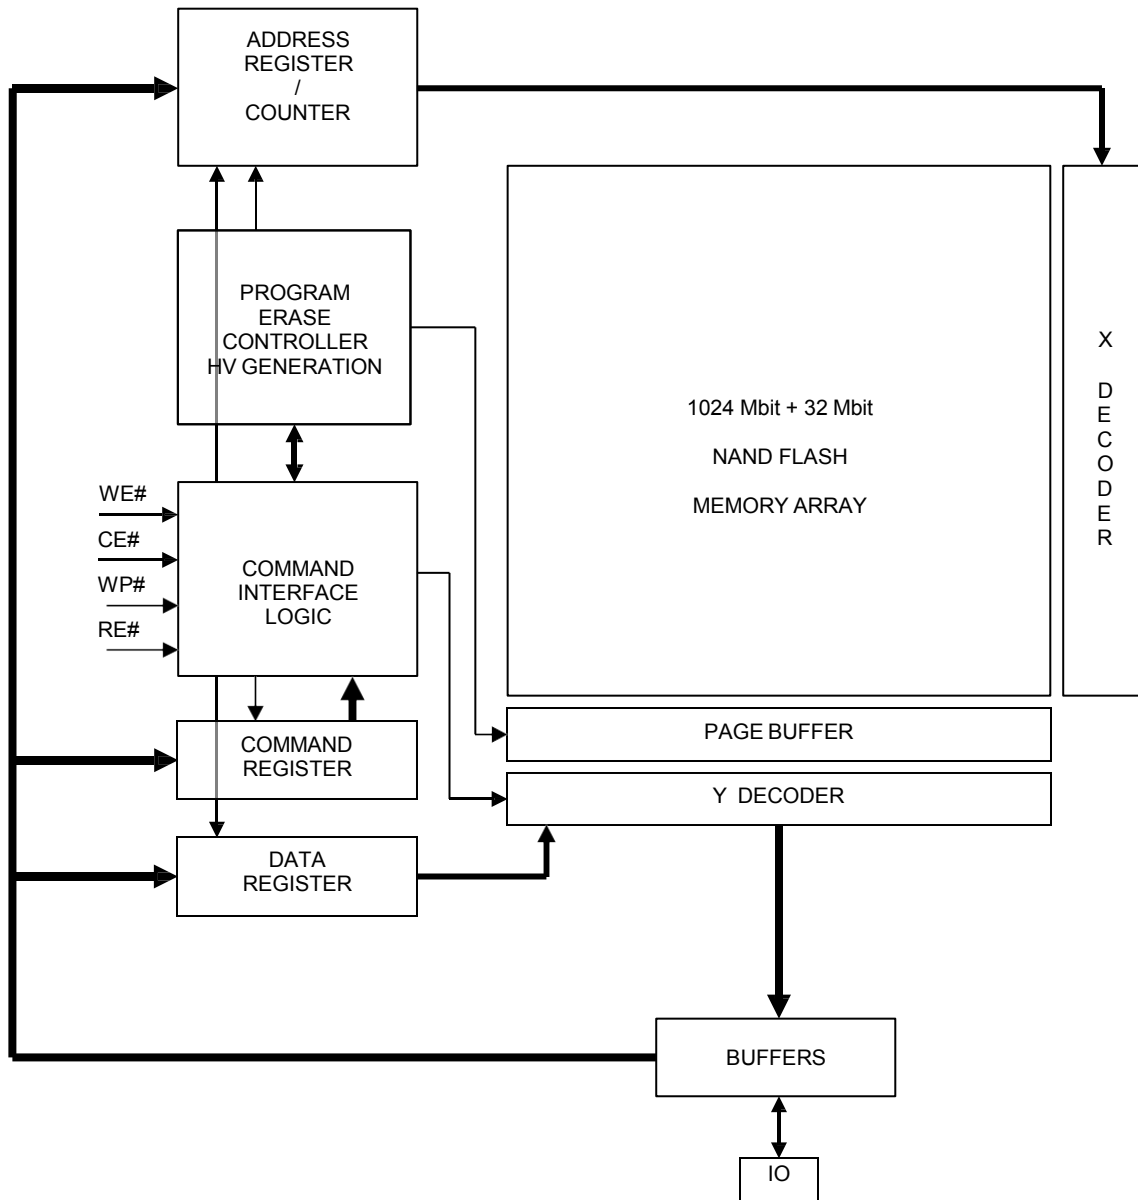 ADDRESS
REGISTER
/
COUNTER
PROGRAM
ERASE
CONTROLLER
HV GENERATION
WE#
CE#
WP#
RE#
COMMAND
INTERFACE
LOGIC
1024 Mbit + 32 Mbit
NAND FLASH
MEMORY ARRAY
X DECODER
COMMAND
REGISTER
PAGE BUFFER
Y DECODER
DATA
REGISTER
BUFFERS
IO